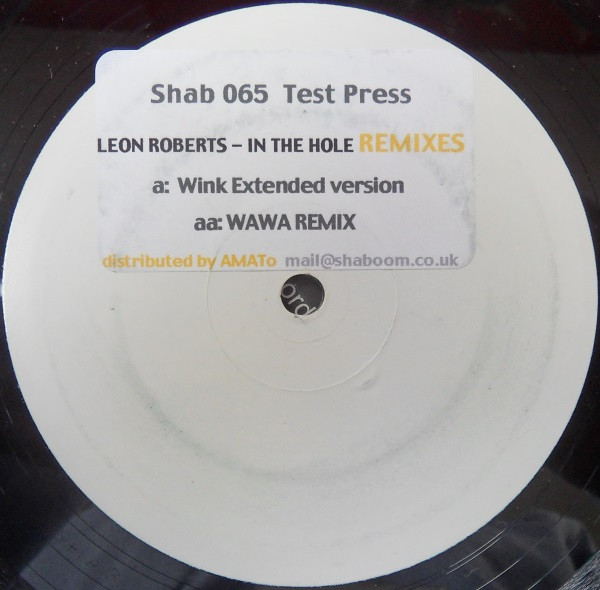 Shab 065 Test Press
LEON ROBERTS – IN THE HOLE REMIXES
a: Wink Extended version
aa: WAWA REMIX
distributed by AMATo mail@shaboom.co.uk
ord